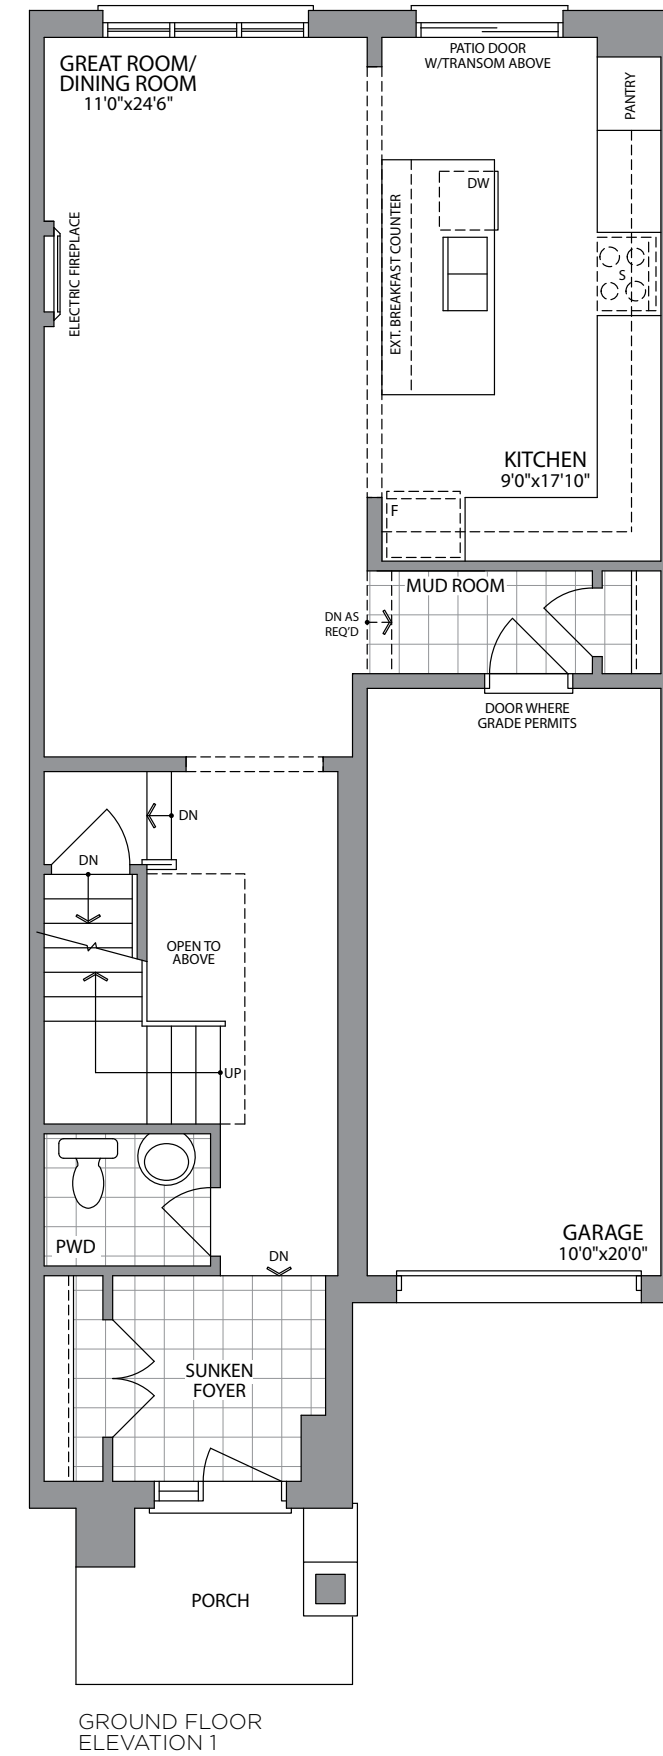 GREAT ROOM/
DINING ROOM
11'0"x24'6"
PATIO DOOR
W/TRANSOM ABOVE
PANTRY
ELECTRIC FIREPLACE
EXT. BREAKFAST COUNTER
DW
S
KITCHEN
9'0"x17'10"
F
MUD ROOM
DN AS
REQ'D
DOOR WHERE
GRADE PERMITS
DN
DN
OPEN TO
ABOVE
UP
PWD
DN
GARAGE
10'0"x20'0"
SUNKEN
FOYER
PORCH
GROUND FLOOR
ELEVATION 1